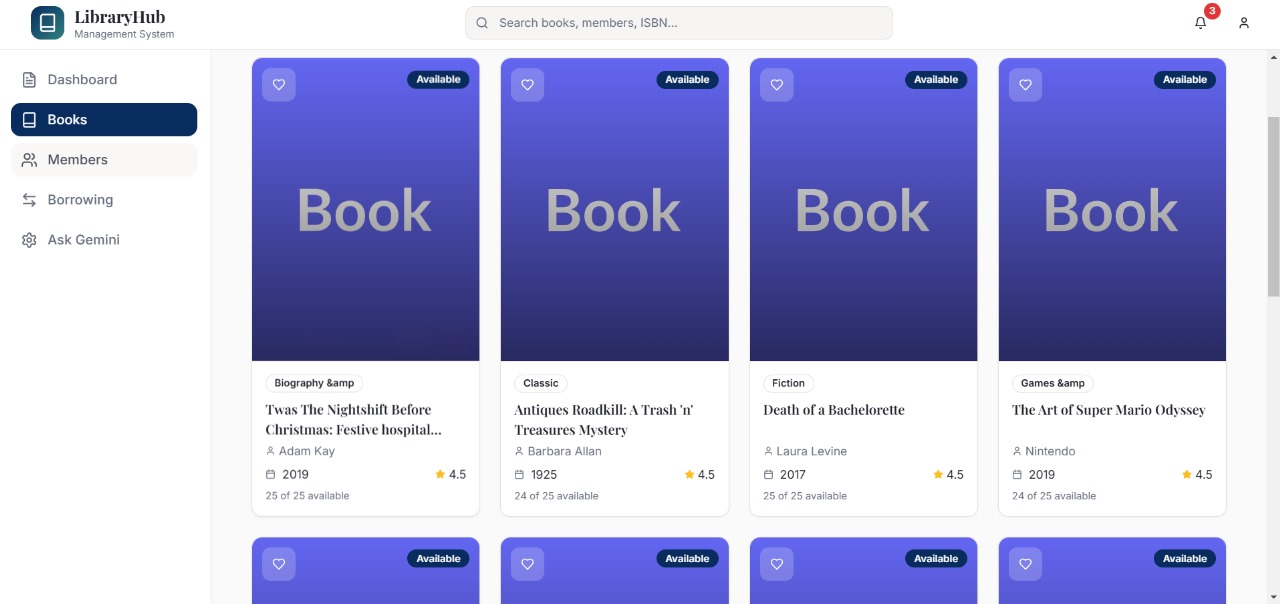 LibraryHub
Management System
Search books, members, ISBN...
3
Dashboard
Books
Members
Borrowing
Ask Gemini
Available
Book
Biography &amp
Twas The Nightshift Before
Christmas: Festive hospital...
Adam Kay
2019
4.5
25 of 25 available
Available
Book
Classic
Antiques Roadkill: A Trash 'n'
Treasures Mystery
Barbara Allan
1925
4.5
24 of 25 available
Available
Book
Fiction
Death of a Bachelorette
Laura Levine
2017
4.5
25 of 25 available
Available
Book
Games &amp
The Art of Super Mario Odyssey
Nintendo
2019
4.5
24 of 25 available
Available
Available
Available
Available